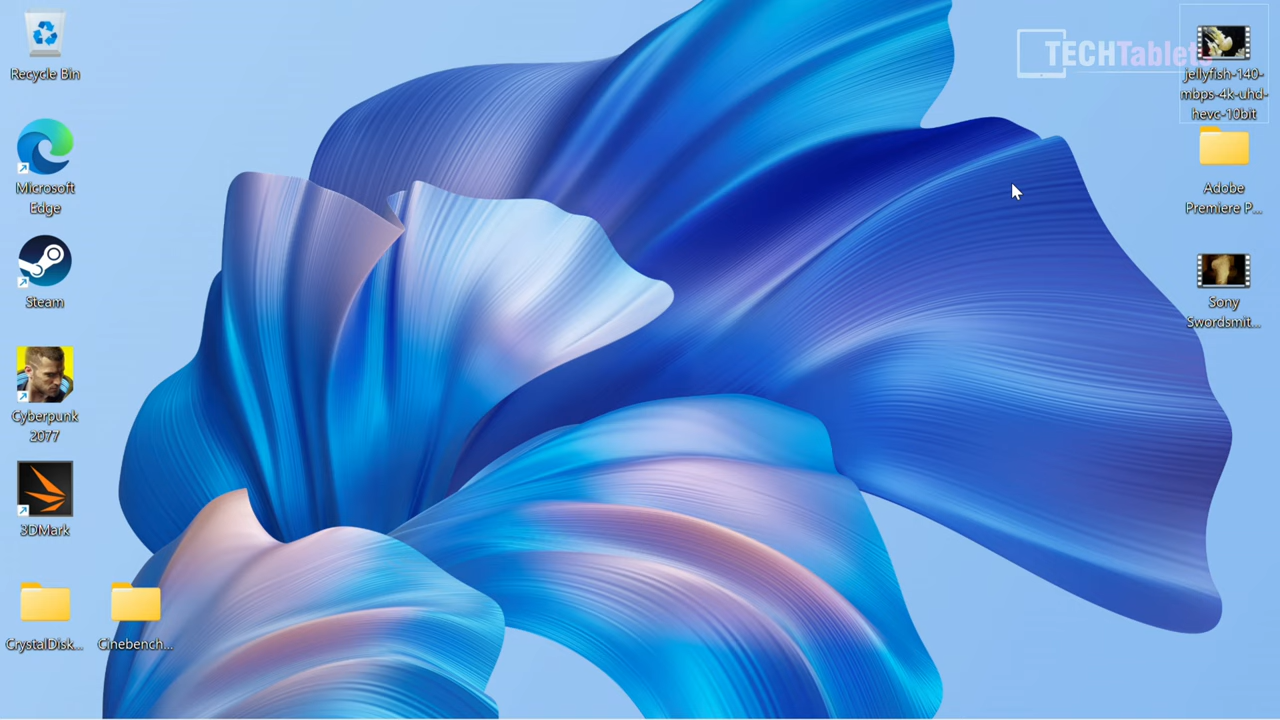 Recycle Bin
Microsoft
Edge
Steam
Cyberpunk
2077
3DMark
CrystalDisk...
Cinebench...
TECHTablets
jellyfish-140-
mbps-4k-uhd-
hevc-10bit
Adobe
Premiere P...
Sony
Swordsmit...